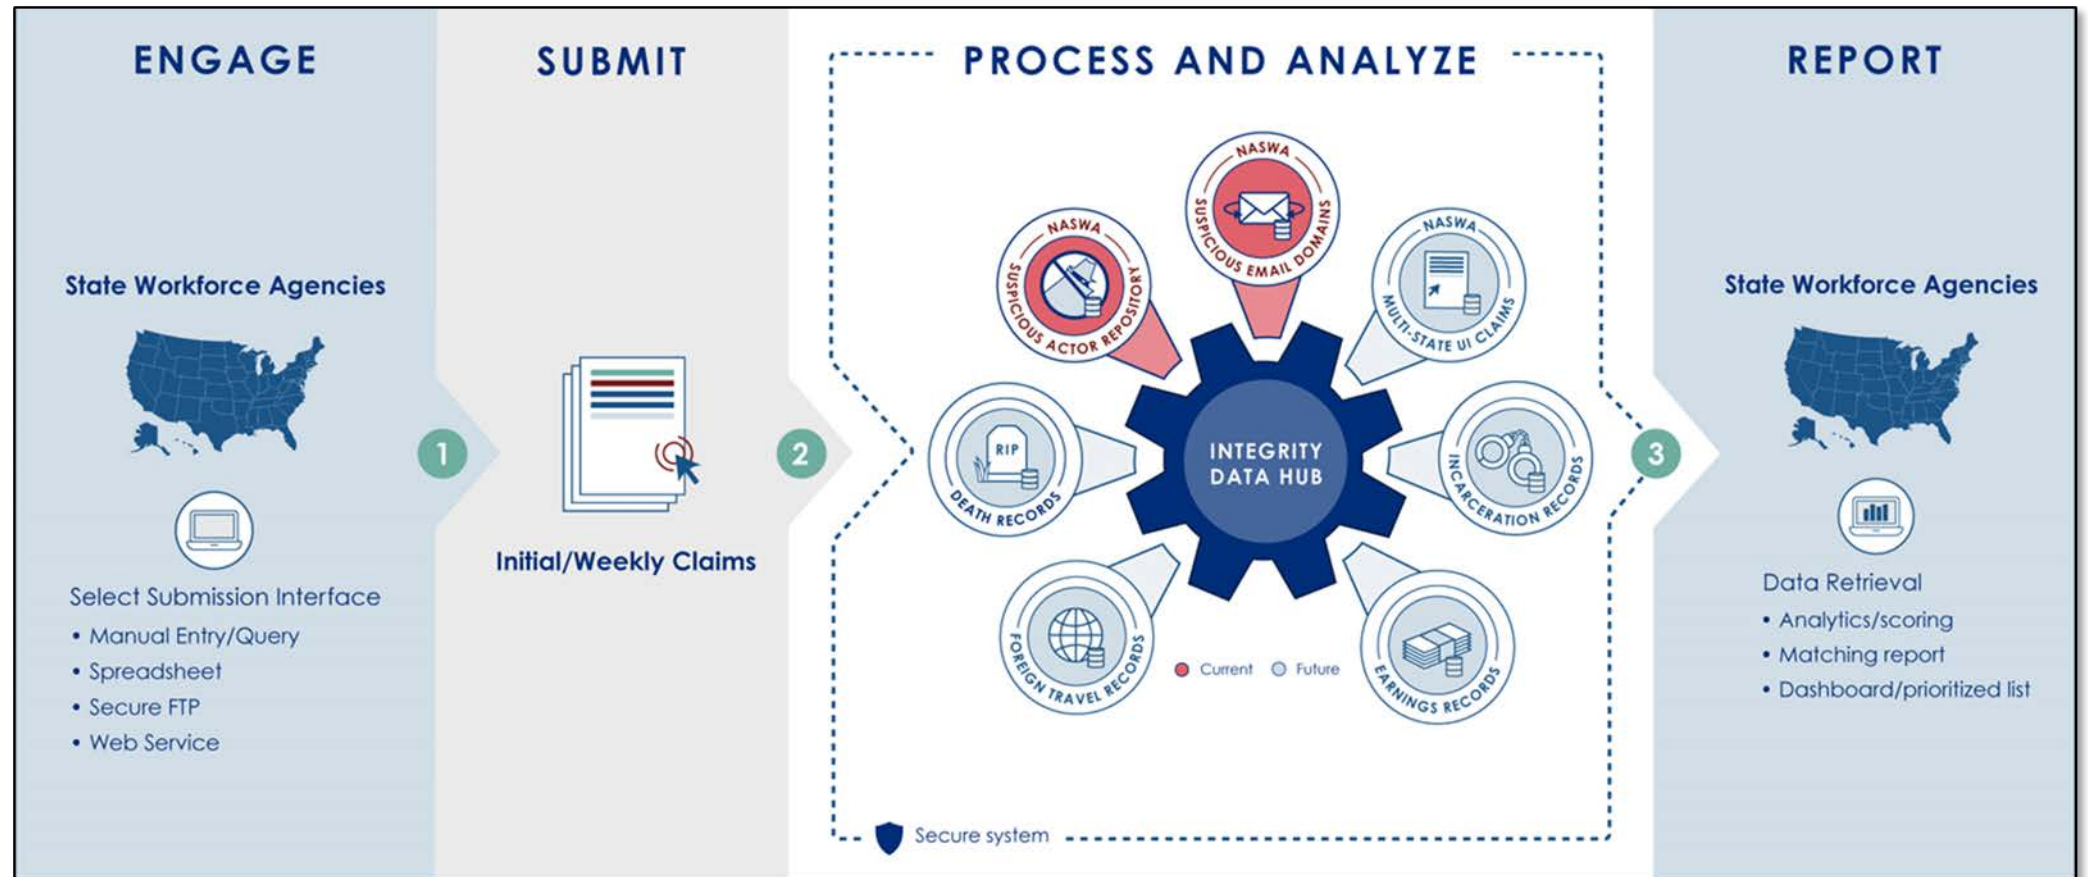 ENGAGE
State Workforce Agencies
Select Submission Interface
• Manual Entry/Query
• Spreadsheet
• Secure FTP
• Web Service
1
SUBMIT
Initial/Weekly Claims
2
PROCESS AND ANALYZE
NASWA
SUSPICIOUS EMAIL DOMAINS
NASWA
SUSPICIOUS ACTOR REPOSITORY
NASWA
MULTI-STATE UI CLAIMS
RIP
DEATH RECORDS
INTEGRITY
DATA HUB
INCARCERATION RECORDS
FOREIGN TRAVEL RECORDS
Current
Future
EARNINGS RECORDS
Secure system
3
REPORT
State Workforce Agencies
Data Retrieval
• Analytics/scoring
• Matching report
• Dashboard/prioritized list